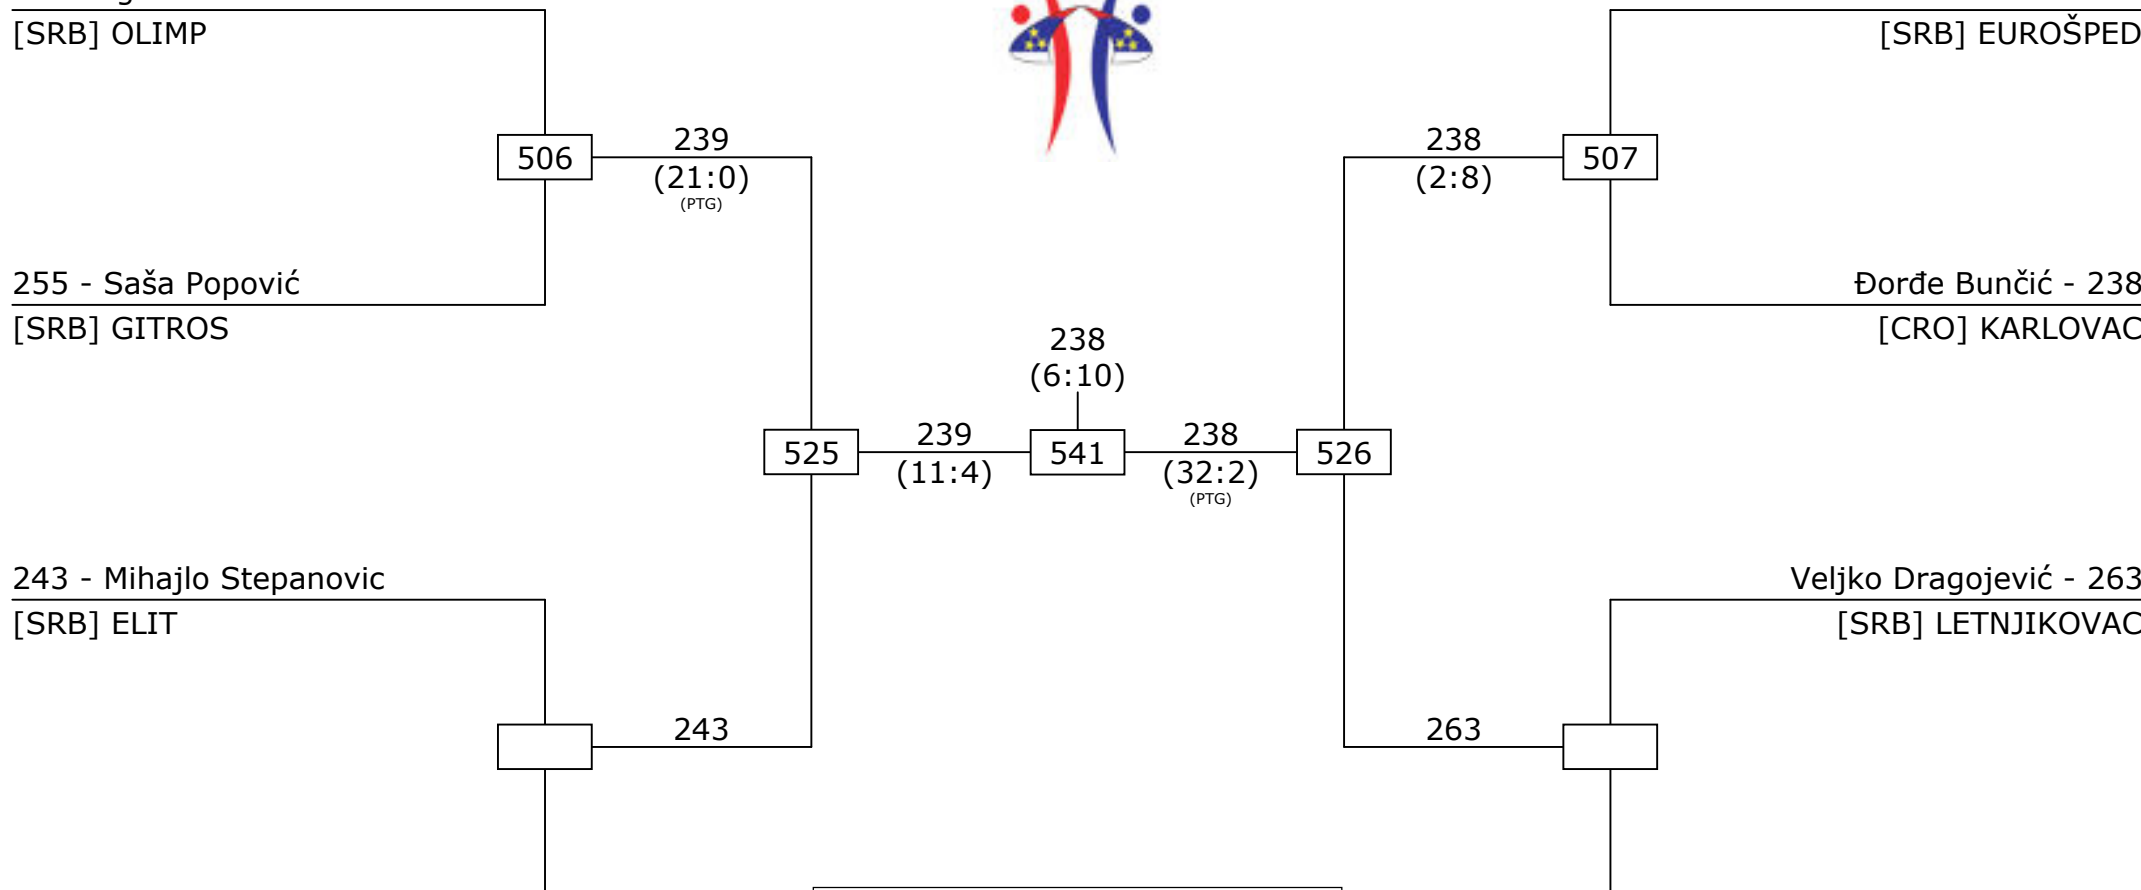 [SRB] OLIMP
[SRB] EUROŠPED
506
239
(21:0)
(PTG)
238
(2:8)
507
255 - Saša Popović
[SRB] GITROS
Đorđe Bunčić - 238
[CRO] KARLOVAC
238
(6:10)
525
239
(11:4)
541
238
(32:2)
(PTG)
526
243 - Mihajlo Stepanovic
[SRB] ELIT
Veljko Dragojević - 263
[SRB] LETNJIKOVAC
243
263